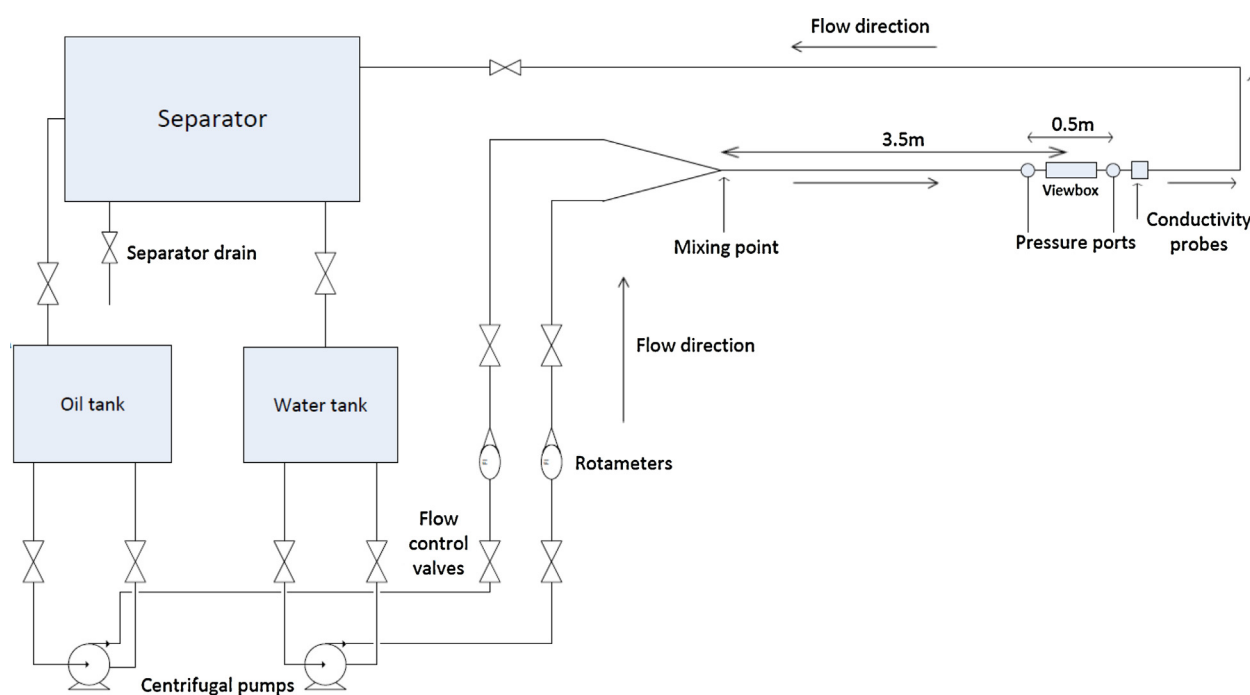 Flow direction
Separator
0.5m
3.5m
Viewbox
Mixing point
Pressure ports
Conductivity
probes
Separator drain
Flow direction
Oil tank
Water tank
Rotameters
Flow
control
valves
Centrifugal pumps